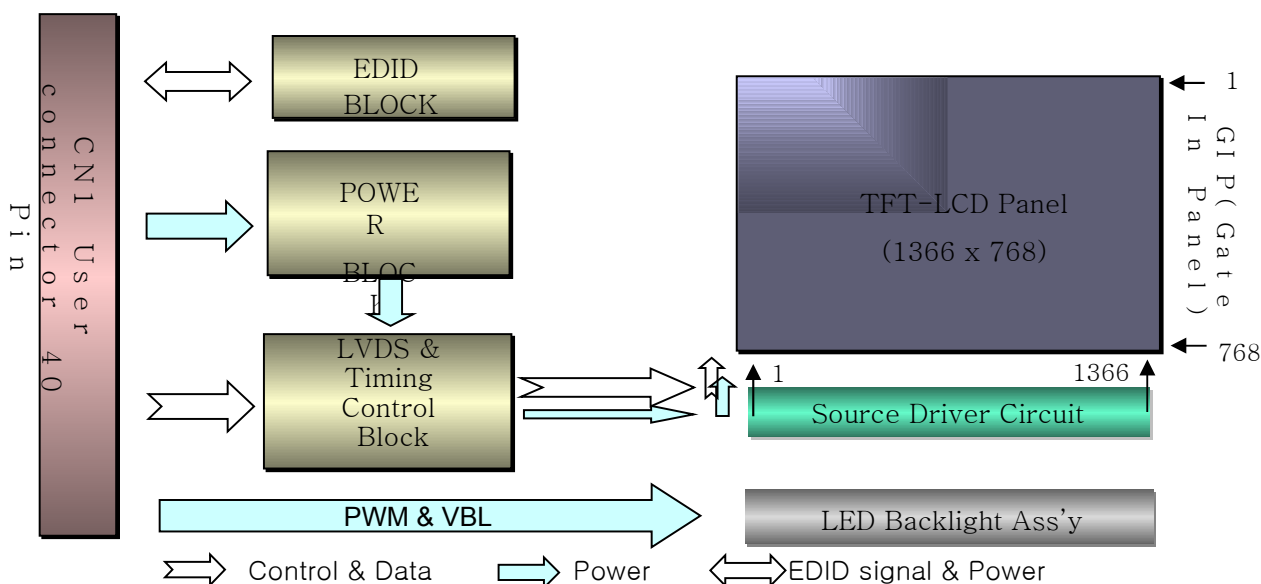 CN1 User
connector 40
Pin
EDID
BLOCK
POWE
R
BLOC
LVDS &
Timing
Control
Block
TFT-LCD Panel
(1366 x 768)
1
GIP(Gate
In Panel)
768
1
1366
Source Driver Circuit
PWM & VBL
LED Backlight Ass'y
Control & Data
Power
EDID signal & Power